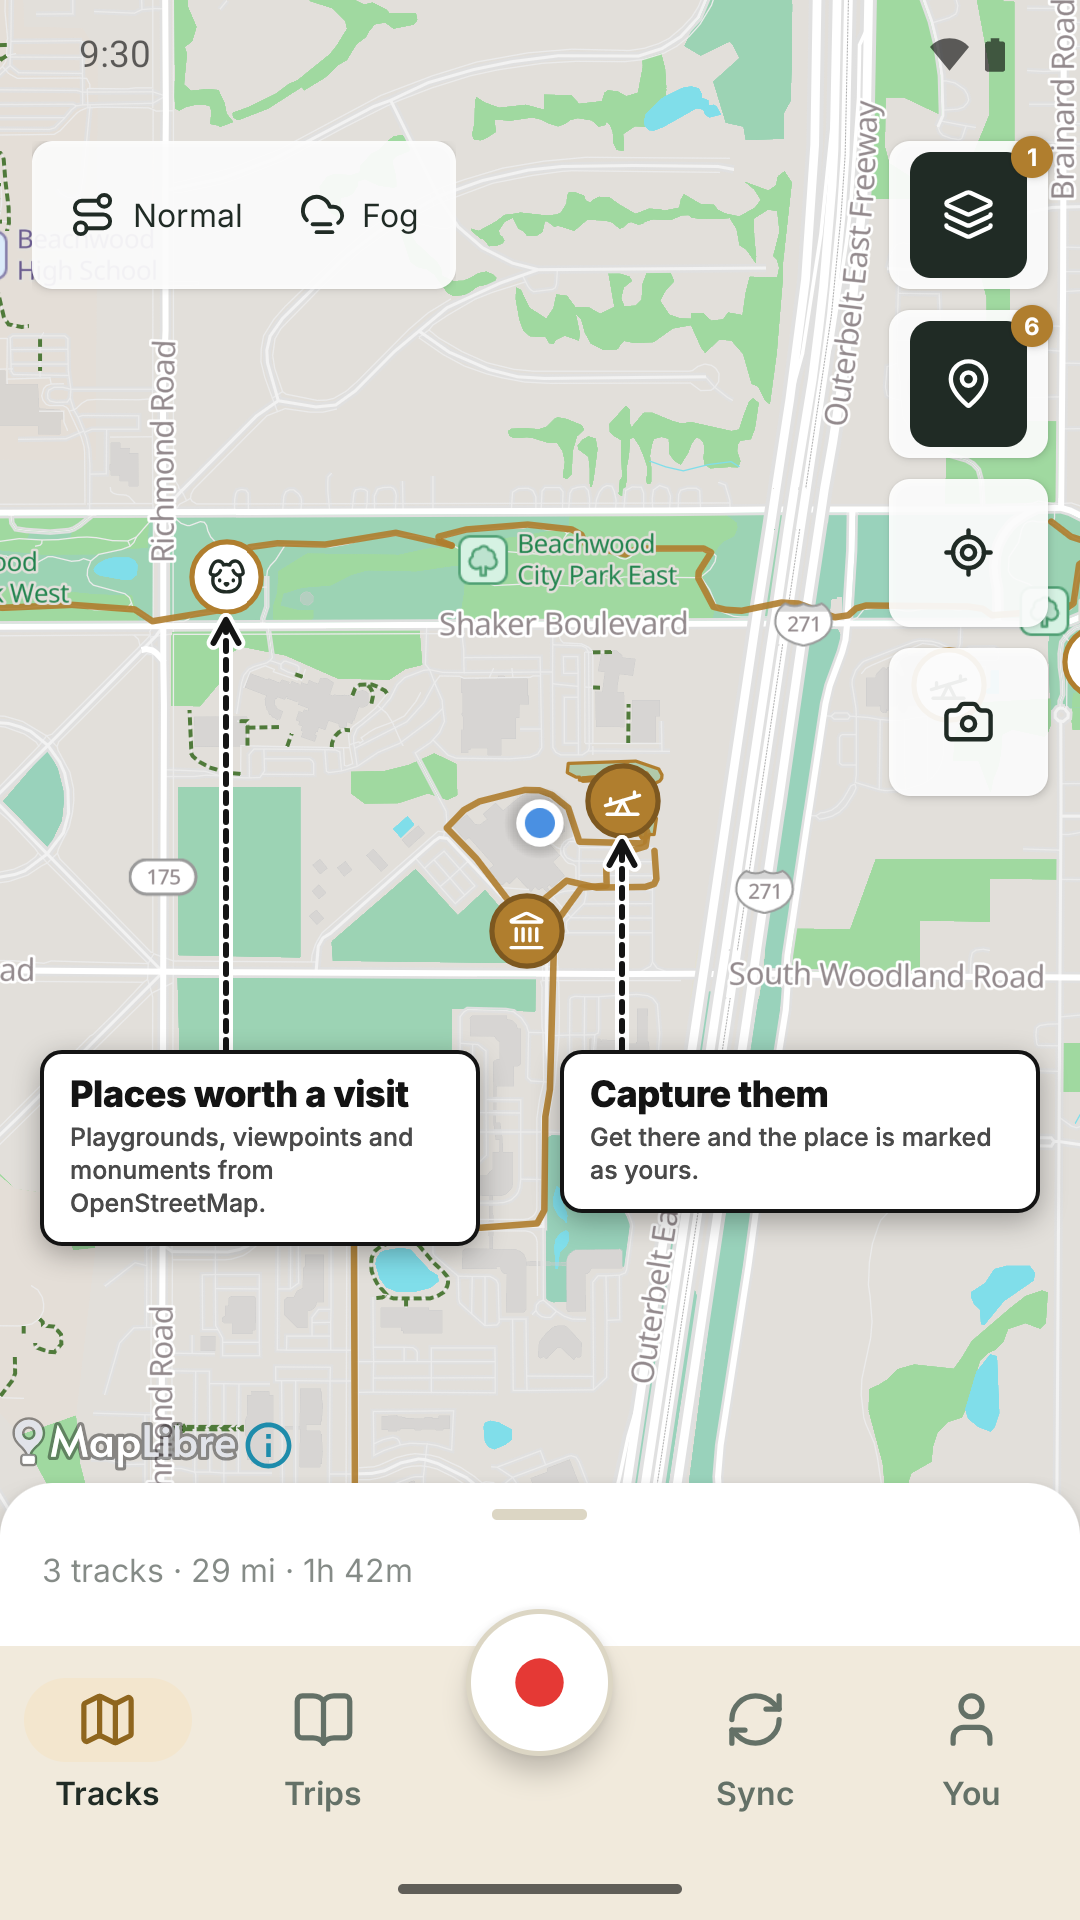 9:30
Brainard Road
1
Normal
Fog
Beachwood
High School
Outerbelt East Freeway
6
Richmond Road
Beachwood
City Park East
ood
k West
Shaker Boulevard
271
175
271
ad
South Woodland Road
Places worth a visit
Playgrounds, viewpoints and
monuments from
OpenStreetMap.
Capture them
Get there and the place is marked
as yours.
Outerbelt Ea
mond Road
MapLibre
3 tracks · 29 mi · 1h 42m
Tracks
Trips
Sync
You